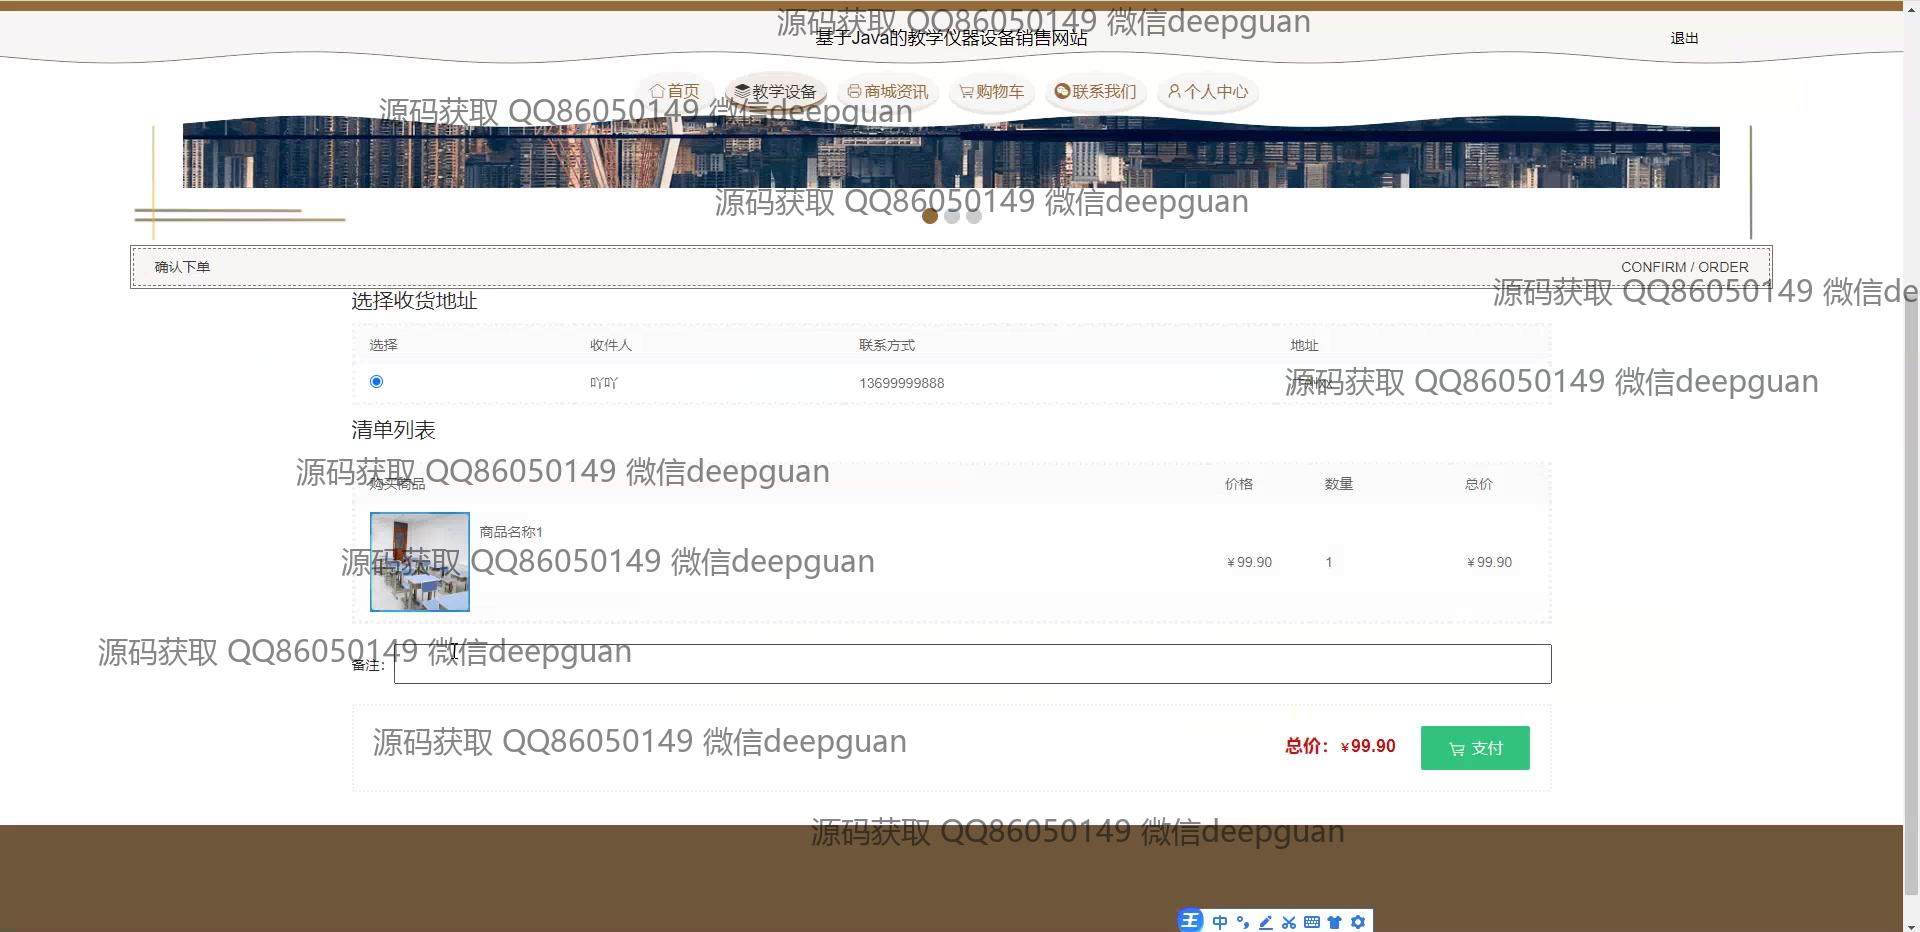 源码获取 QQ86050149 微信deepguan
基于Java的教学仪器设备销售网站
退出
首页 教学设备 商城资讯 购物车 联系我们 个人中心
源码获取 QQ86050149 微信deepguan
源码获取 QQ86050149 微信deepguan
确认下单 CONFIRM / ORDER
源码获取 QQ86050149 微信de
选择收货地址
选择 收件人 联系方式 地址
吖吖 13699999888
源码获取 QQ86050149 微信deepguan
清单列表
源码获取 QQ86050149 微信deepguan
购买商品 价格 数量 总价
商品名称1
¥99.90 1 ¥99.90
源码获取 QQ86050149 微信deepguan
源码获取 QQ86050149 微信deepguan
备注:
源码获取 QQ86050149 微信deepguan
总价: ¥99.90 支付
源码获取 QQ86050149 微信deepguan
王 中